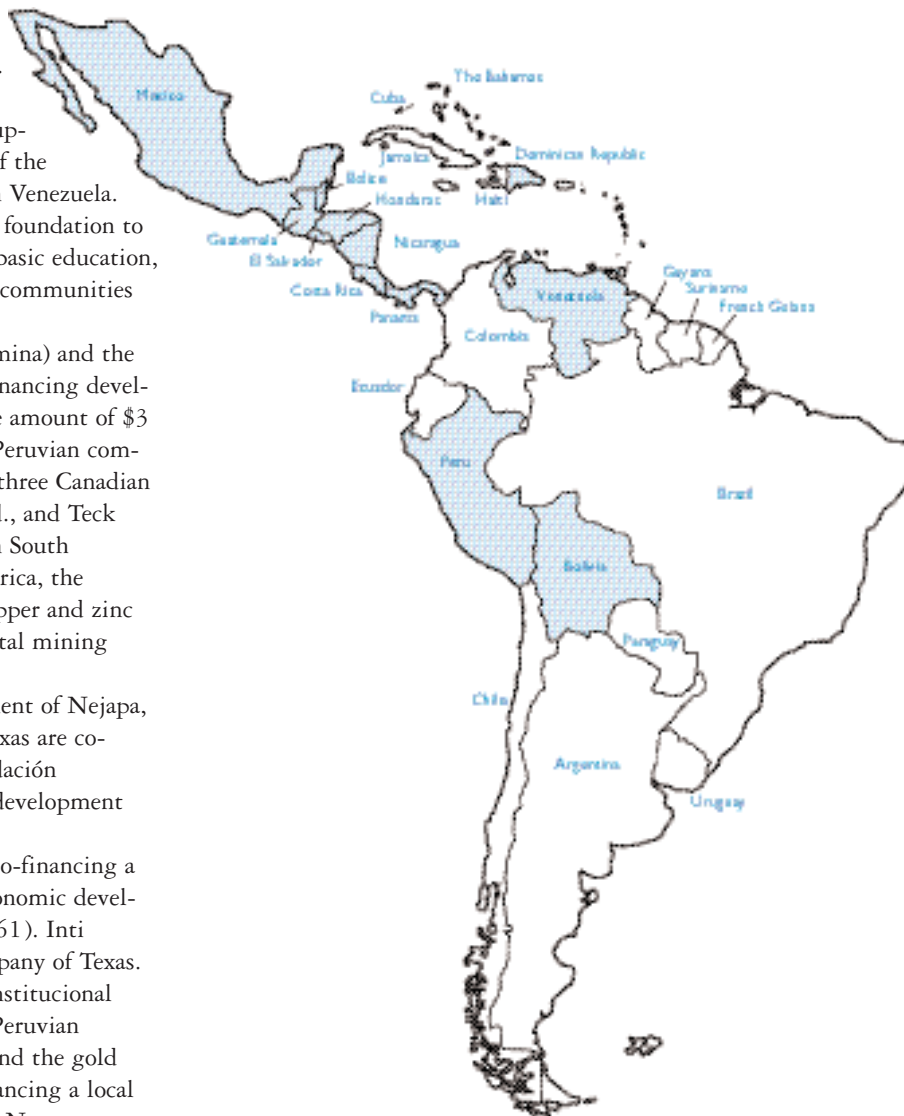 up-
f the
Venezuela.
foundation to
basic education,
communities
mina) and the
nancing devel-
e amount of $3
Peruvian com-
three Canadian
l., and Teck
n South
rica, the
pper and zinc
tal mining
ent of Nejapa,
exas are co-
lación
development
o-financing a
onomic devel-
61). Inti
pany of Texas.
nstitucional
Peruvian
nd the gold
ancing a local
Mexico
The Bahamas
Cuba
Jamaica
Dominican Republic
Belize
Honduras
Haiti
Guatemala
Nicaragua
El Salvador
Costa Rica
Panama
Venezuela
Guyana
Suriname
French Guiana
Colombia
Ecuador
Peru
Brazil
Bolivia
Paraguay
Chile
Argentina
Uruguay